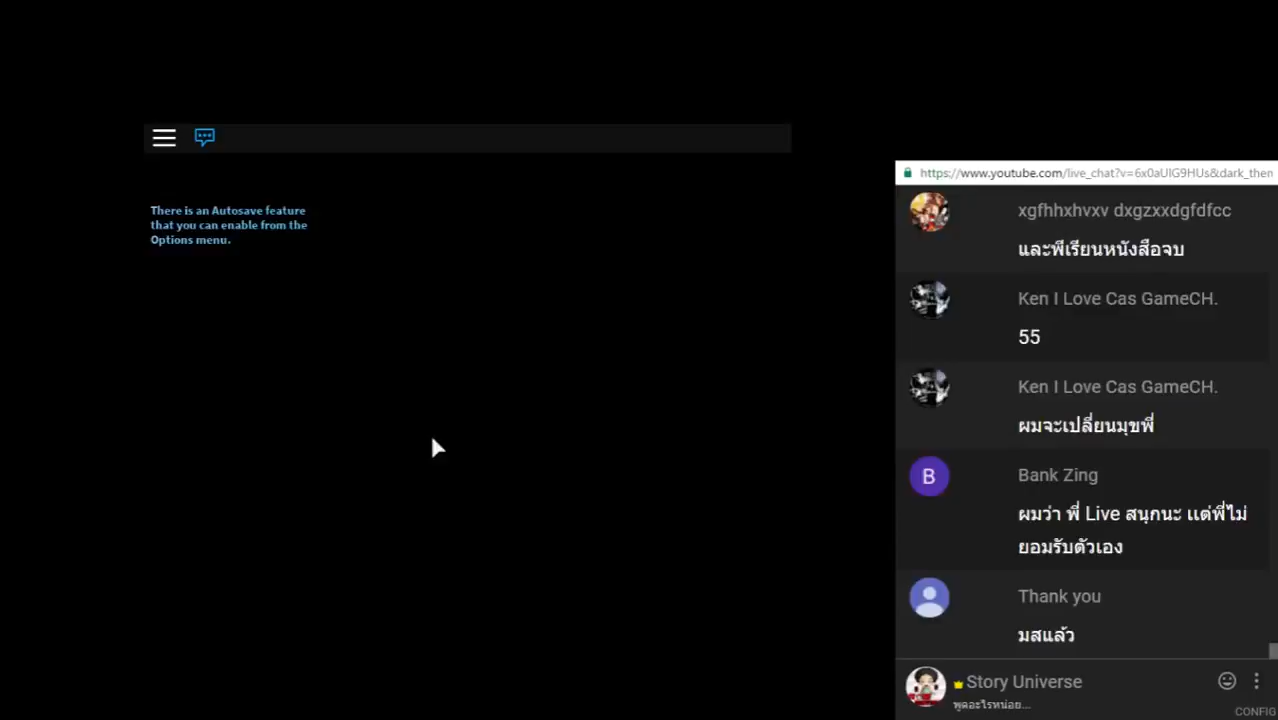 There is an Autosave feature
that you can enable from the
Options menu.
https://www.youtube.com/live_chat?v=6x0aUIG9HUs&dark_then
xgfhhxhvxv dxgzxxdgfdfcc
และพีเรียนหนังสือจบ
Ken I Love Cas GameCH.
55
Ken I Love Cas GameCH.
ผมจะเปลี่ยนมุขพี่
B
Bank Zing
ผมว่า พี่ Live สนุกนะ แต่พี่ไม่
ยอมรับตัวเอง
Thank you
มสแล้ว
Story Universe
พูดอะไรหน่อย...
CONFIG